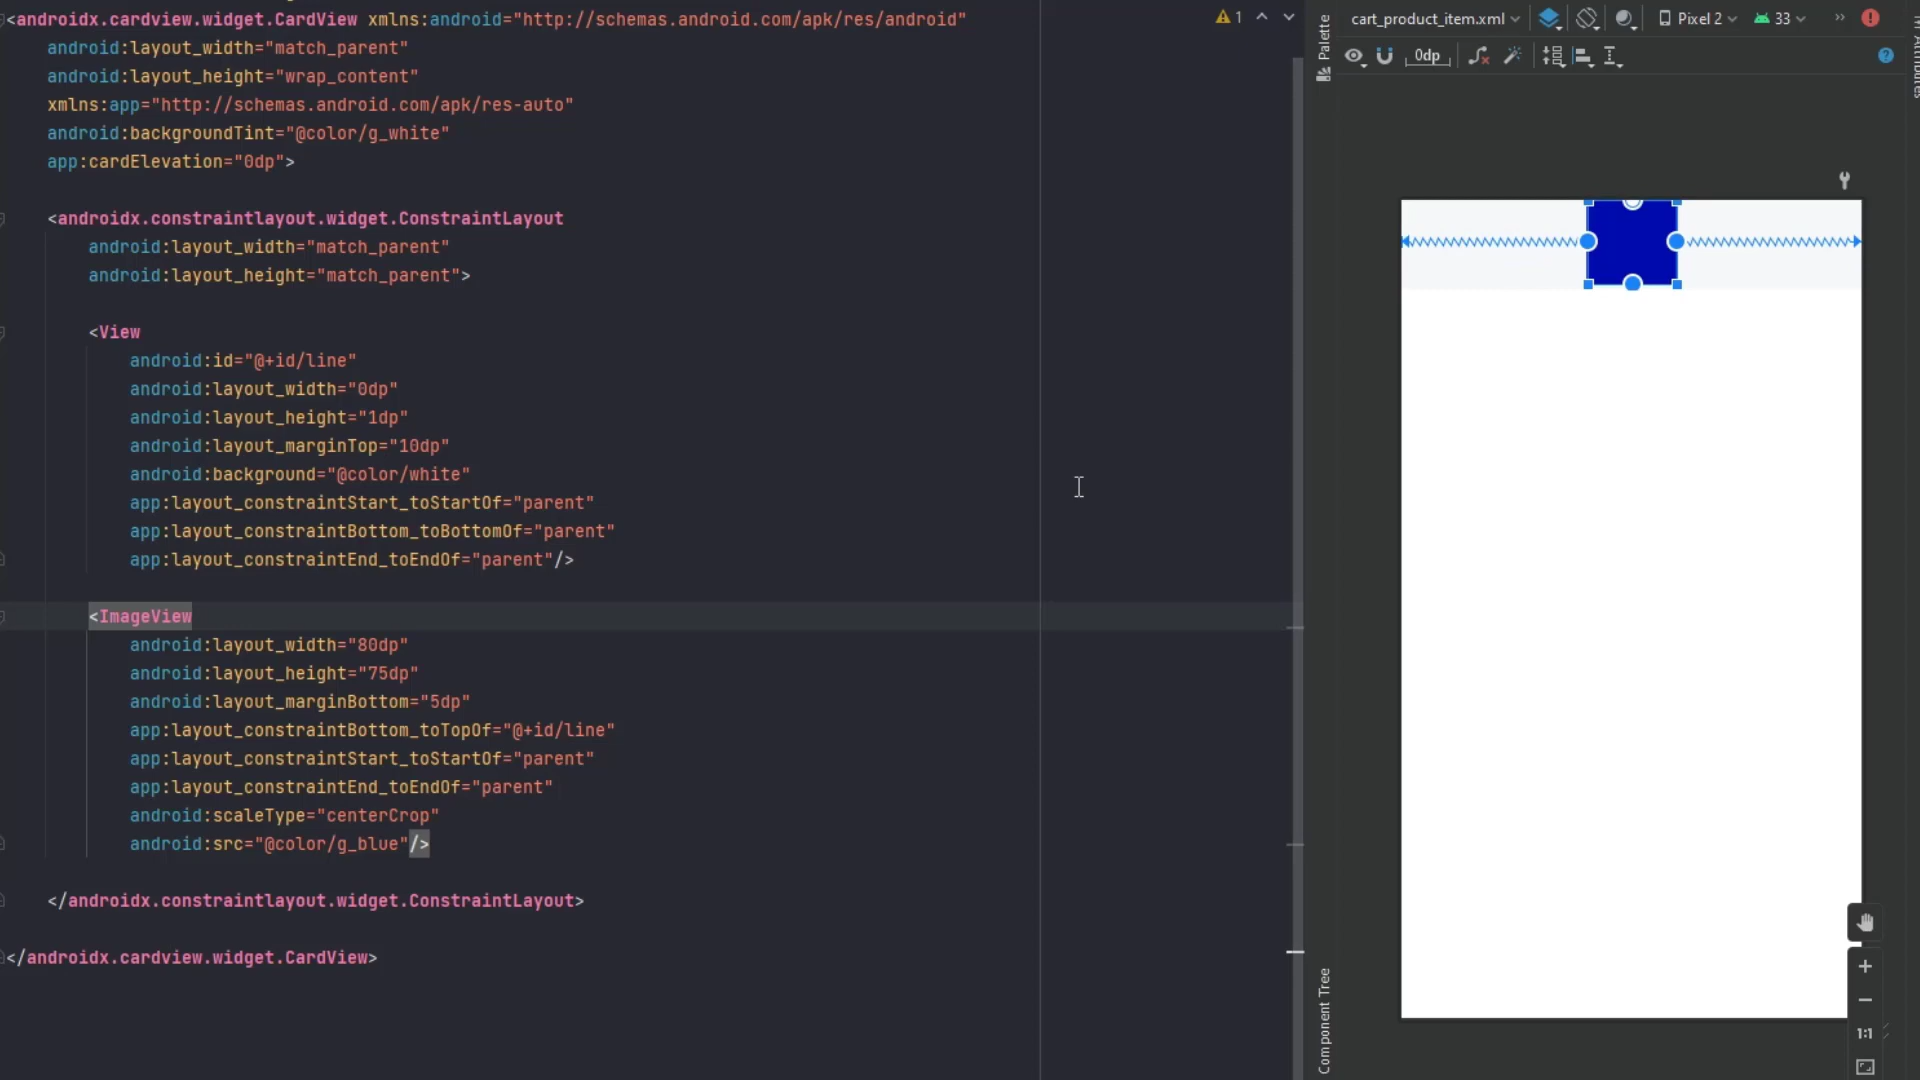 <androidx.cardview.widget.CardView xmlns:android="http://schemas.android.com/apk/res/android"
android:layout_width="match_parent"
android:layout_height="wrap_content"
xmlns:app="http://schemas.android.com/apk/res-auto"
android:backgroundTint="@color/g_white"
app:cardElevation="0dp">
<androidx.constraintlayout.widget.ConstraintLayout
android:layout_width="match_parent"
android:layout_height="match_parent">
<View
android:id="@+id/line"
android:layout_width="0dp"
android:layout_height="1dp"
android:layout_marginTop="10dp"
android:background="@color/white"
app:layout_constraintStart_toStartOf="parent"
app:layout_constraintBottom_toBottomOf="parent"
app:layout_constraintEnd_toEndOf="parent"/>
<ImageView
android:layout_width="80dp"
android:layout_height="75dp"
android:layout_marginBottom="5dp"
app:layout_constraintBottom_toTopOf="@+id/line"
app:layout_constraintStart_toStartOf="parent"
app:layout_constraintEnd_toEndOf="parent"
android:scaleType="centerCrop"
android:src="@color/g_blue"/>
</androidx.constraintlayout.widget.ConstraintLayout>
</androidx.cardview.widget.CardView>
1
Palette
cart_product_item.xml
Pixel 2
33
0dp
Attributes
Component Tree
1:1